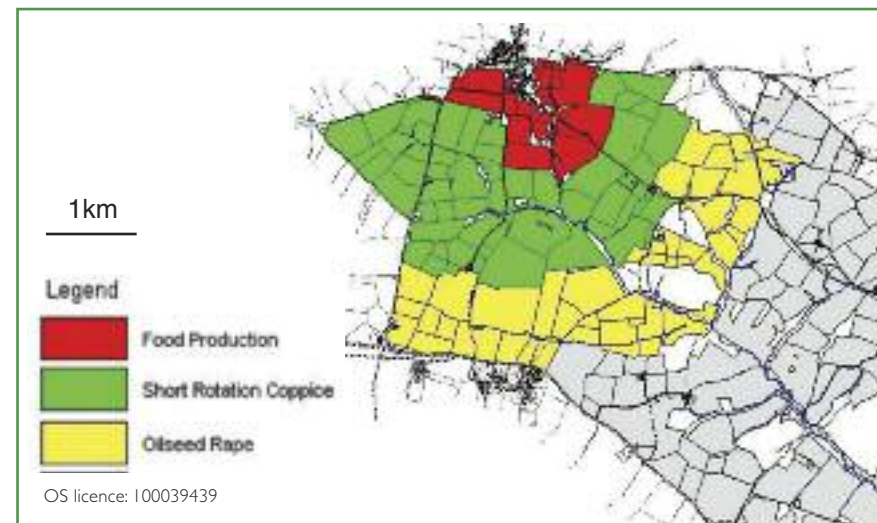 1km
Legend
Food Production
Short Rotation Coppice
Oilseed Rape
OS licence: 100039439